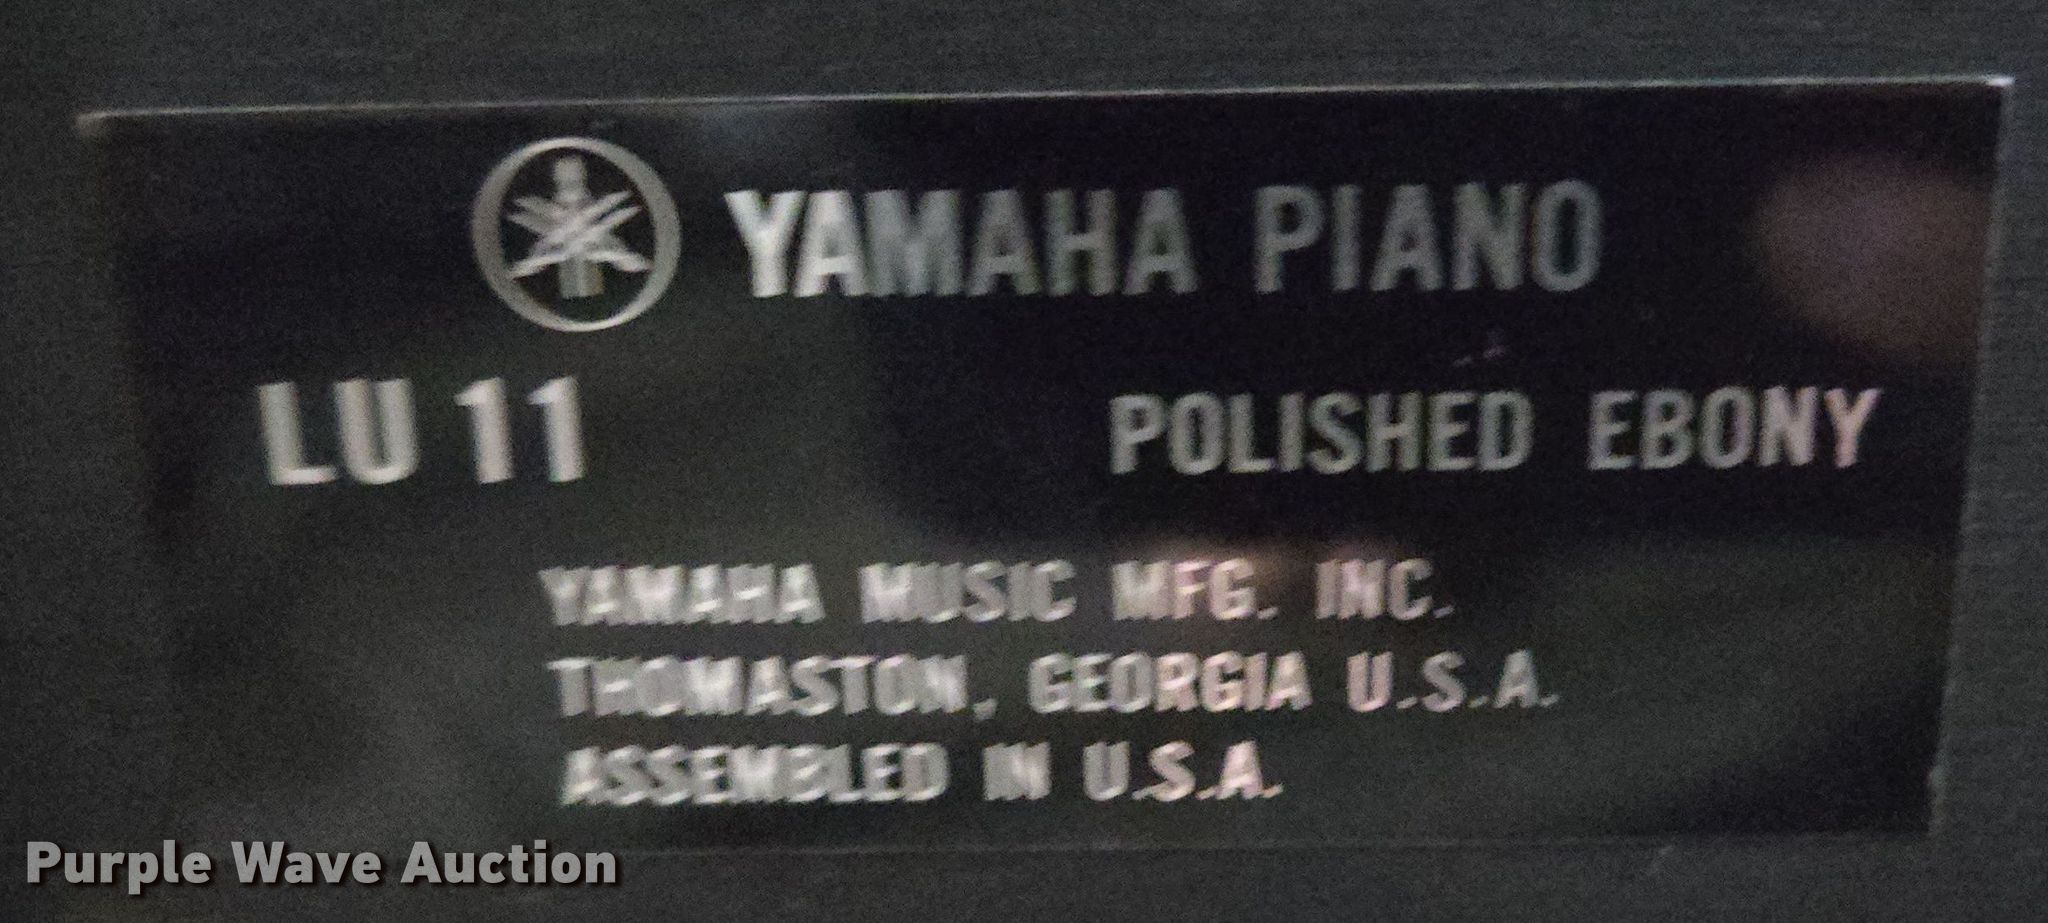 YAMAHA PIANO
LU 11 POLISHED EBONY
YAMAHA MUSIC MFG. INC.
THOMASTON, GEORGIA U.S.A.
ASSEMBLED IN U.S.A.
Purple Wave Auction